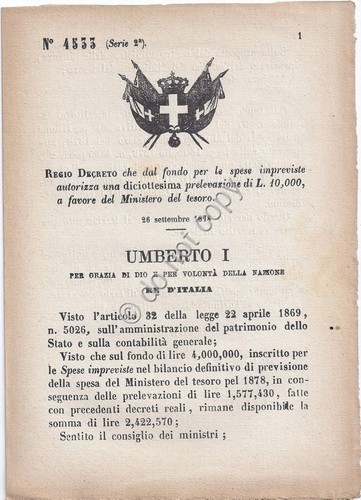 N° 4533 (Serie 2ª). 1
REGIO DECRETO che dal fondo per le spese impreviste
autorizza una diciottesima prelevazione di L. 10,000,
a favore del Ministero del tesoro.
26 settembre
UMBERTO I
PER GRAZIA DI DIO E PER VOLONTÀ DELLA NAZIONE
RE D'ITALIA
Visto l'articolo 32 della legge 22 aprile 1869,
n. 5026, sull'amministrazione del patrimonio dello
Stato e sulla contabilità generale;
Visto che sul fondo di lire 4,000,000, inscritto per
le Spese impreviste nel bilancio definitivo di previsione
della spesa del Ministero del tesoro pel 1878, in con-
seguenza delle prelevazioni di lire 1,577,430, fatte
con precedenti decreti reali, rimane disponibile la
somma di lire 2,422,570;
Sentito il consiglio dei ministri;
do not copy